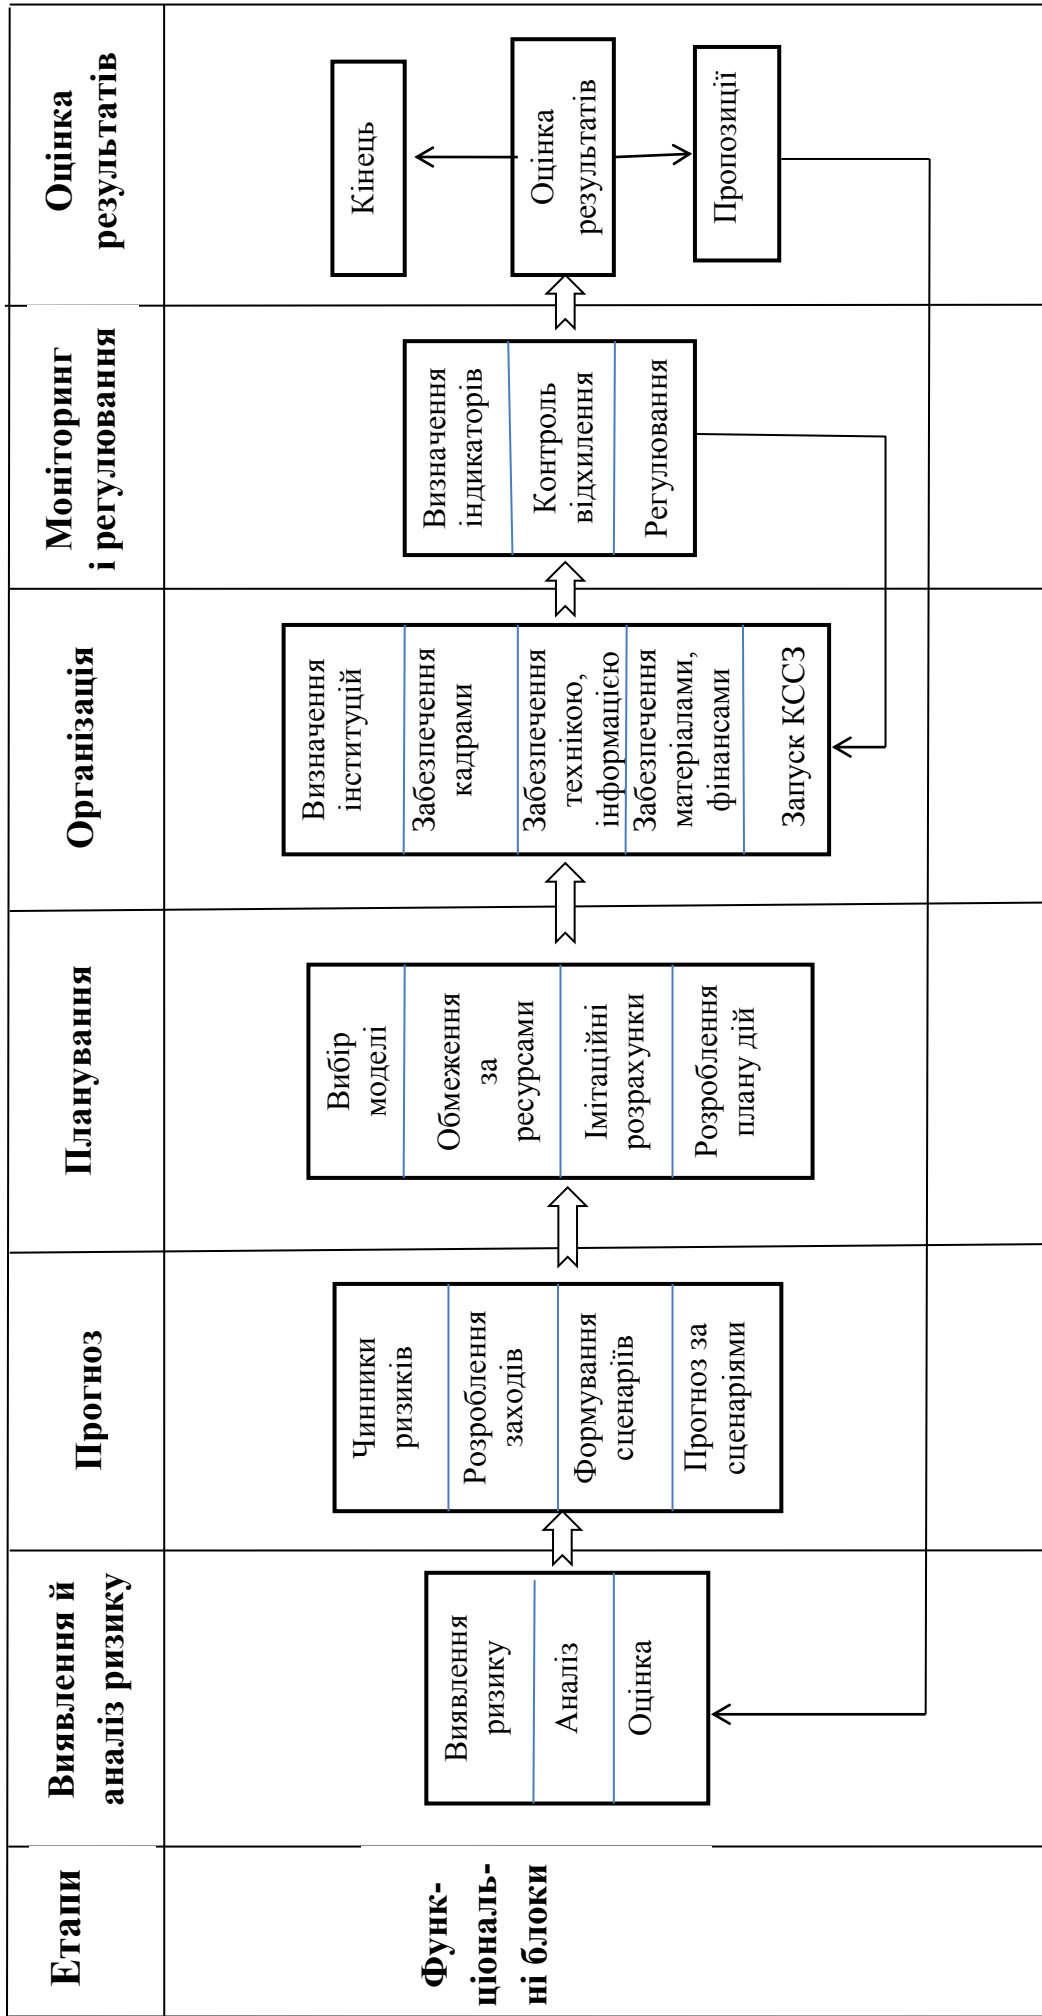 Етапи
Виявлення й
аналіз ризику
Прогноз
Планування
Організація
Моніторинг
і регулювання
Оцінка
результатів
Функ-
ціональ-
ні блоки
Виявлення
ризику
Аналіз
Оцінка
Чинники
ризиків
Розроблення
заходів
Формування
сценаріїв
Прогноз за
сценаріями
Вибір
моделі
Обмеження
за
ресурсами
Імітаційні
розрахунки
Розроблення
плану дій
Визначення
інституцій
Забезпечення
кадрами
Забезпечення
технікою,
інформацією
Забезпечення
матеріалами,
фінансами
Запуск КССЗ
Визначення
індикаторів
Контроль
відхилення
Регулювання
Кінець
Оцінка
результатів
Пропозиції